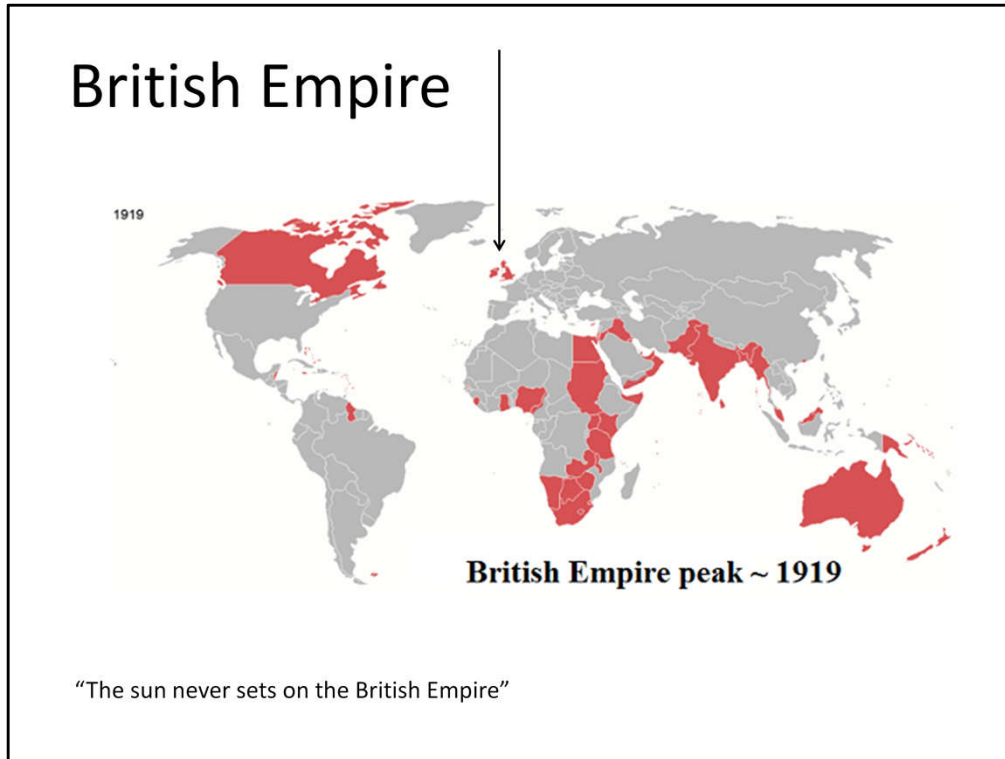 British Empire
1919
British Empire peak ~ 1919
“The sun never sets on the British Empire”